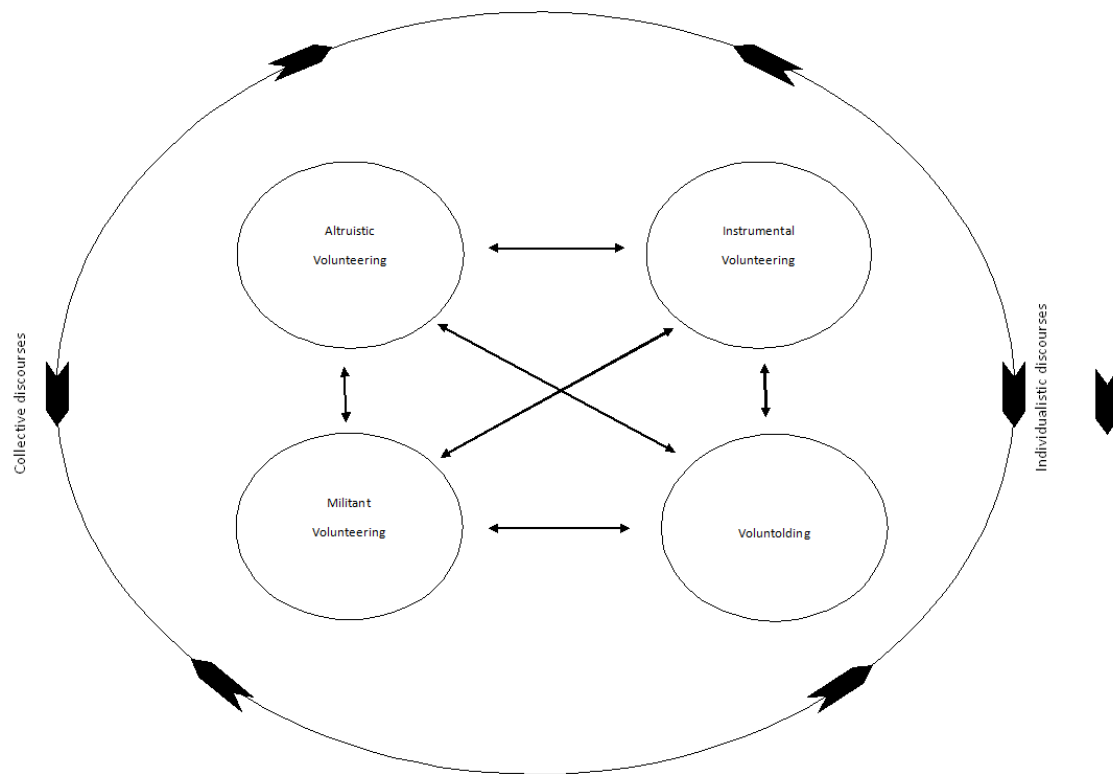 Altruistic
Volunteering
Instrumental
Volunteering
Collective discourses
Individualistic discourses
Militant
Volunteering
Voluntolding